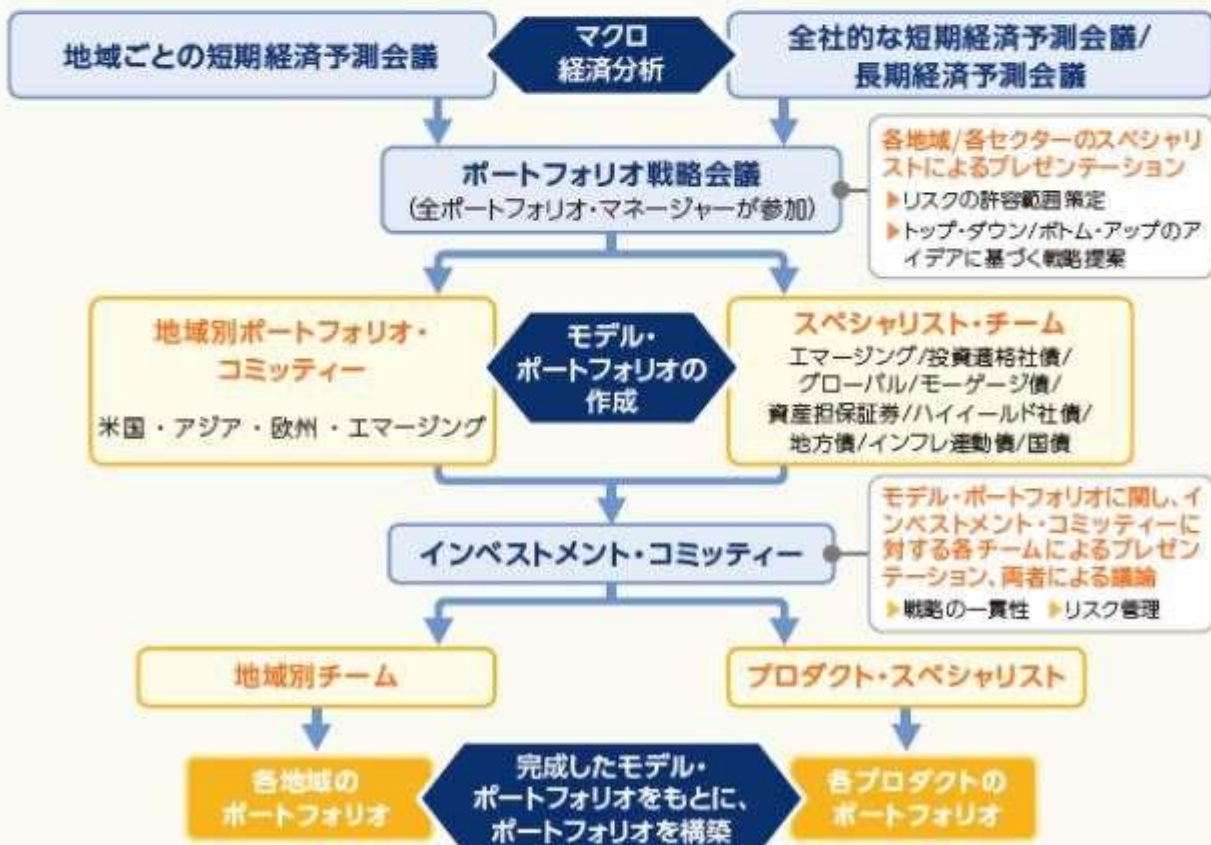 地域ごとの短期経済予測会議
マクロ
経済分析
全社的な短期経済予測会議/
長期経済予測会議
ポートフォリオ戦略会議
(全ポートフォリオ・マネージャーが参加)
各地域/各セクターのスペシャリ
ストによるプレゼンテーション
▶リスクの許容範囲策定
▶トップ・ダウン/ボトム・アップのア
イデアに基づく戦略提案
地域別ポートフォリオ・
コミッティー
米国・アジア・欧州・エマージング
モデル・
ポートフォリオの
作成
スペシャリスト・チーム
エマージング/投資適格社債/
グローバル/モーゲージ債/
資産担保証券/ハイイールド社債/
地方債/インフレ連動債/国債
インベストメント・コミッティー
モデル・ポートフォリオに関し、イ
ンベストメント・コミッティーに
対する各チームによるプレゼン
テーション、両者による議論
▶戦略の一貫性 ▶リスク管理
地域別チーム
プロダクト・スペシャリスト
各地域の
ポートフォリオ
完成したモデル・
ポートフォリオをもとに、
ポートフォリオを構築
各プロダクトの
ポートフォリオ